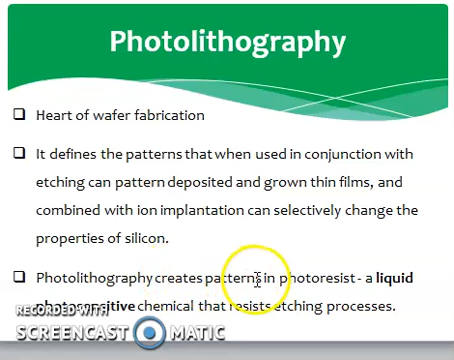 Photolithography
❑ Heart of wafer fabrication
❑ It defines the patterns that when used in conjunction with
etching can pattern deposited and grown thin films, and
combined with ion implantation can selectively change the
properties of silicon.
❑ Photolithography creates patterns in photoresist - a liquid
photosensitive chemical that resists etching processes.
RECORDED WITH
SCREENCAST MATIC